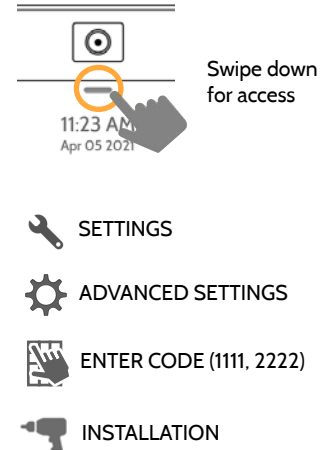 Swipe down
for access
11:23 AM
Apr 05 2021
SETTINGS
ADVANCED SETTINGS
ENTER CODE (1111, 2222)
INSTALLATION